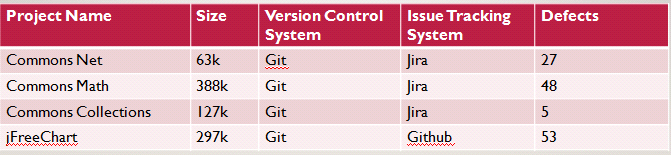 Project Name Size Version Control System Issue Tracking System Defects
Commons Net 63k Git Jira 27
Commons Math 388k Git Jira 48
Commons Collections 127k Git Jira 5
jFreeChart 297k Git Github 53